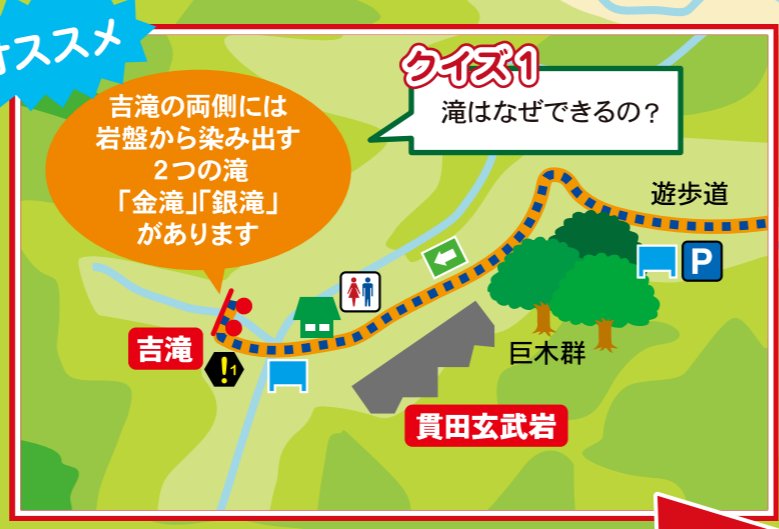 オススメ
クイズ1
滝はなぜできるの?
吉滝の両側には
岩盤から染み出す
2つの滝
「金滝」「銀滝」
があります
遊歩道
P
巨木群
吉滝
!1
貫田玄武岩